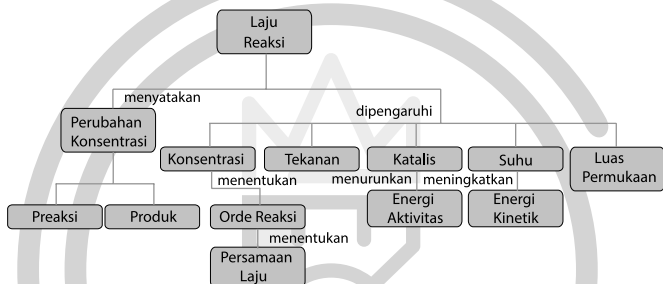 Laju
Reaksi
menyatakan
dipengaruhi
Perubahan
Konsentrasi
Konsentrasi
Tekanan
Katalis
Suhu
Luas
Permukaan
menentukan
menurunkan
meningkatkan
Preaksi
Produk
Orde Reaksi
Energi
Aktivitas
Energi
Kinetik
menentukan
Persamaan
Laju